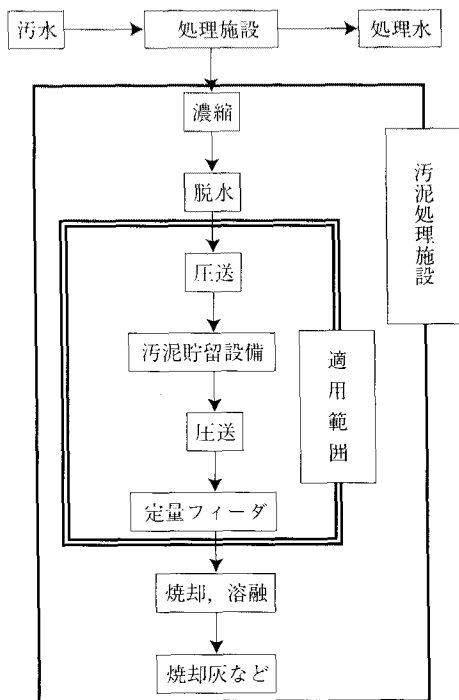 汚水
処理施設
処理水
濃縮
脱水
汚泥処理施設
圧送
汚泥貯留設備
適用範囲
圧送
定量フィーダ
焼却，溶融
焼却灰など